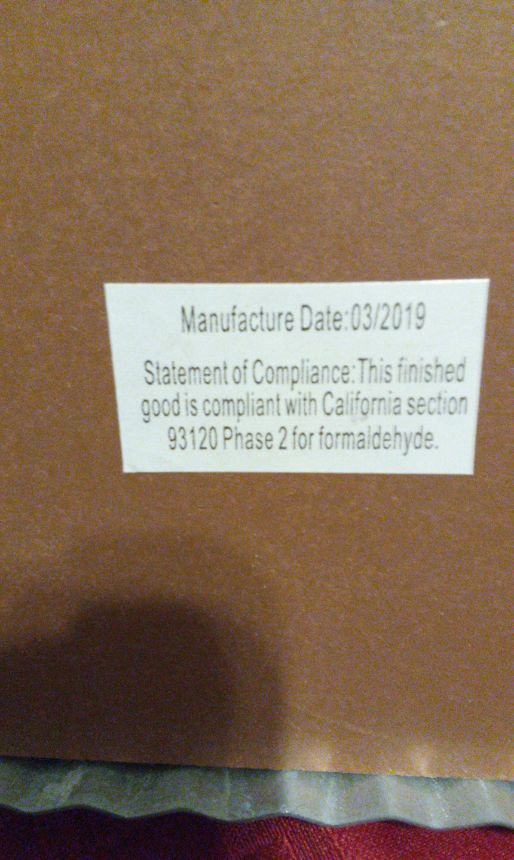 Manufacture Date:03/2019
Statement of Compliance:This finished
good is compliant with California section
93120 Phase 2 for formaldehyde.